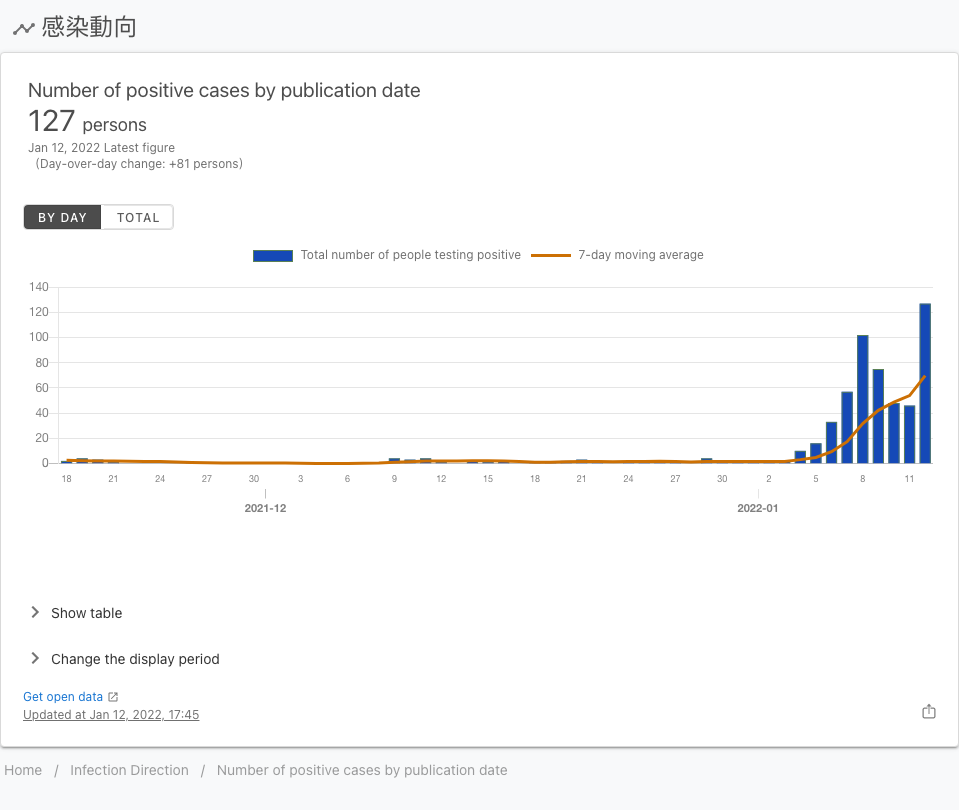 感染動向
Number of positive cases by publication date
127 persons
Jan 12, 2022 Latest figure
(Day-over-day change: +81 persons)
BY DAY TOTAL
Total number of people testing positive 7-day moving average
140
120
100
80
60
40
20
0
18 21 24 27 30 3 6 9 12 15 18 21 24 27 30 2 5 8 11
2021-12 2022-01
Show table
Change the display period
Get open data
Updated at Jan 12, 2022, 17:45
Home / Infection Direction / Number of positive cases by publication date